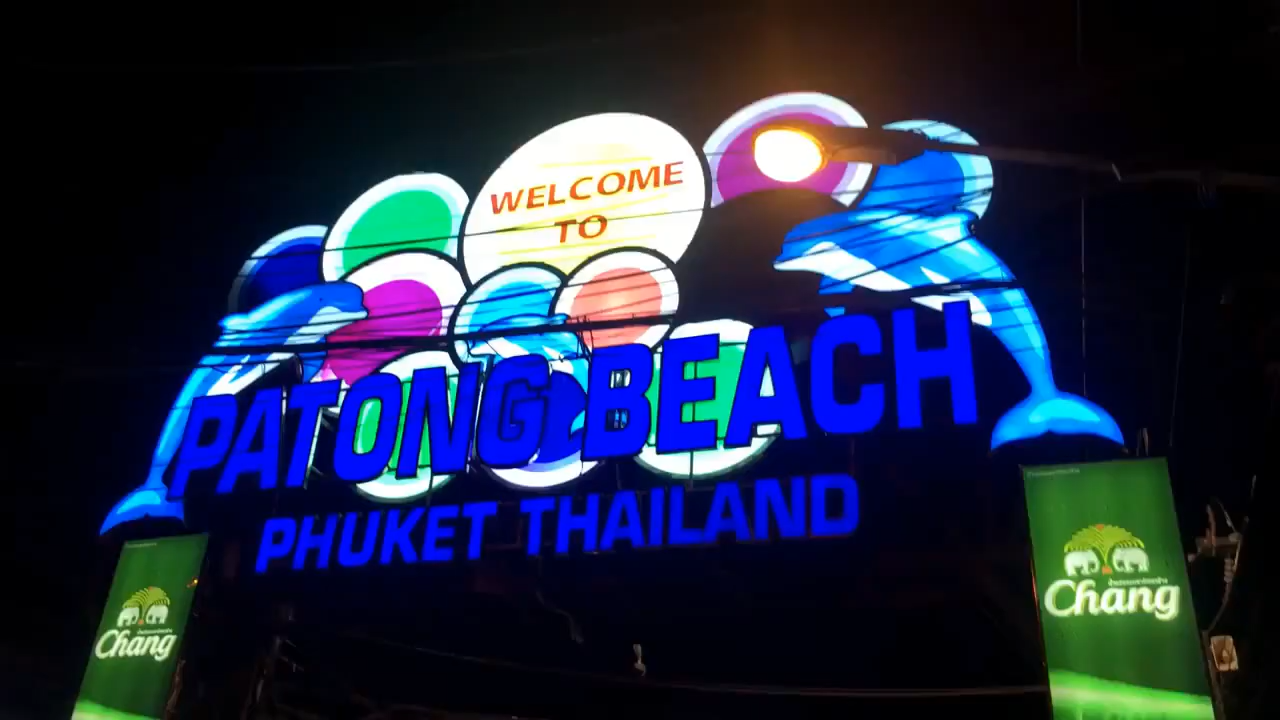 WELCOME
TO
PATONG BEACH
PHUKET THAILAND
Chang
Chang